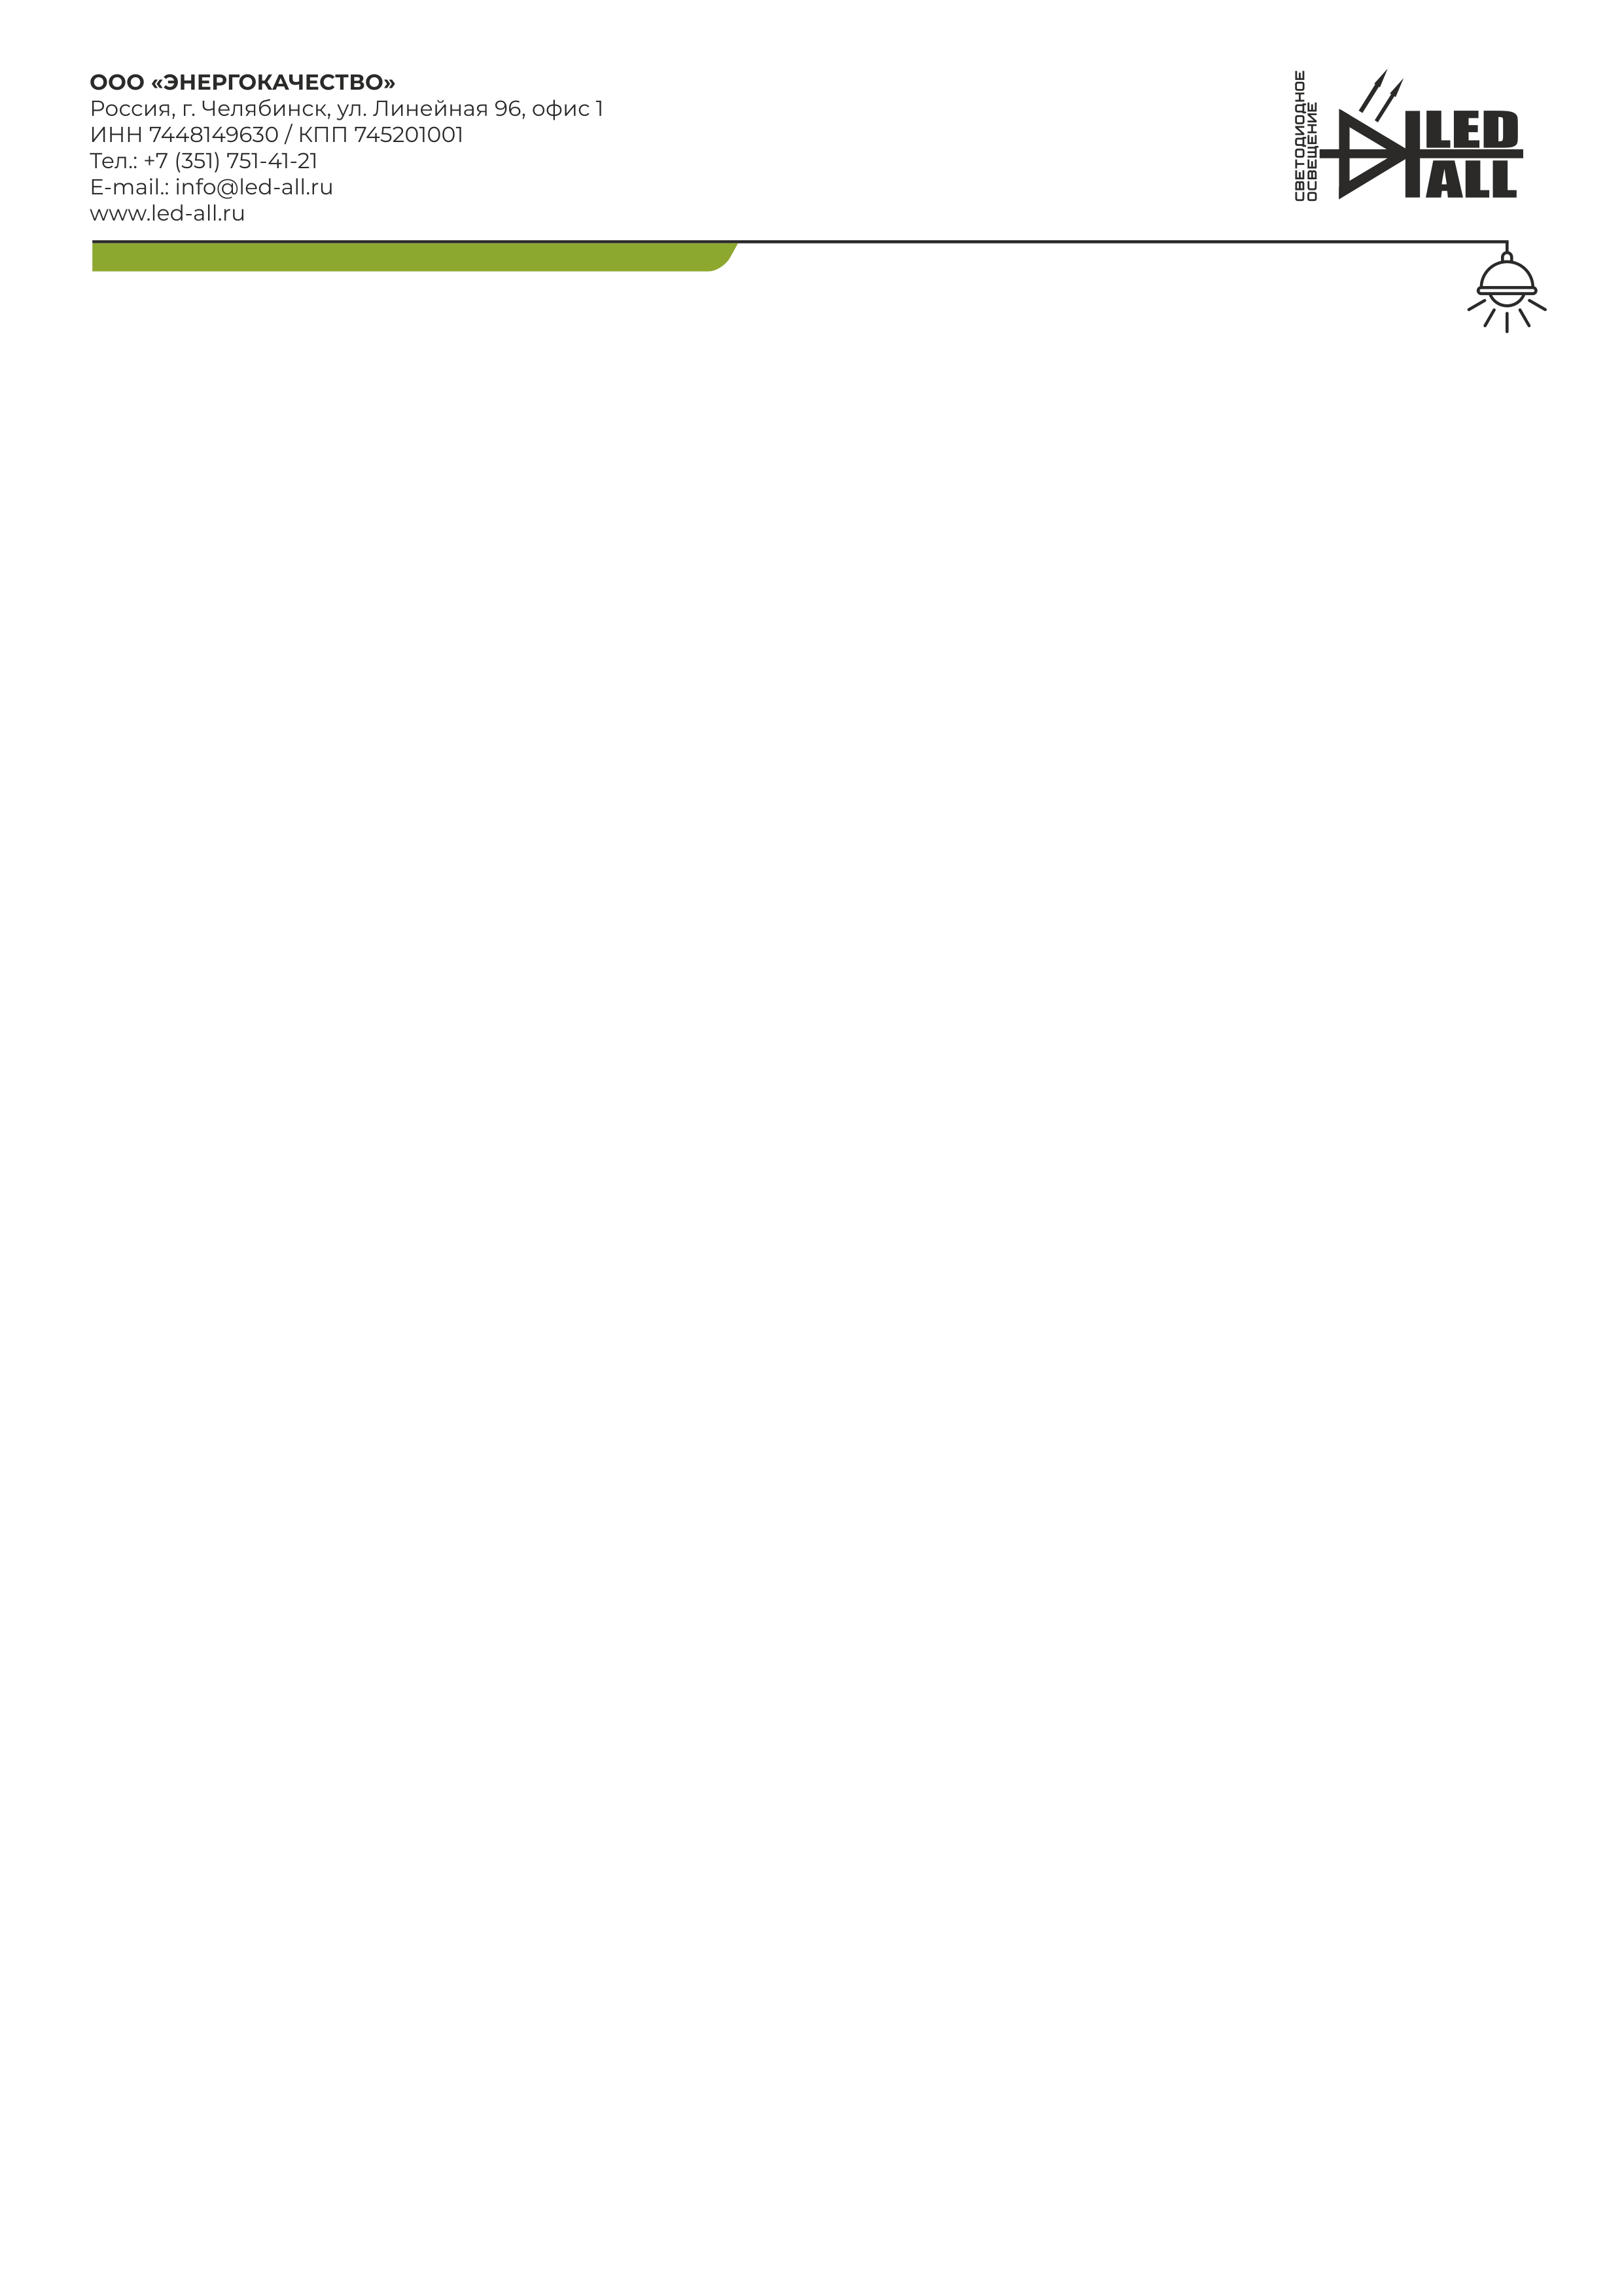 ООО «ЭНЕРГОКАЧЕСТВО»
Россия, г. Челябинск, ул. Линейная 96, офис 1
ИНН 7448149630 / КПП 745201001
Тел.: +7 (351) 751-41-21
E-mail.: info@led-all.ru
www.led-all.ru
СВЕТОДИОДНОЕ
ОСВЕЩЕНИЕ
LED
ALL